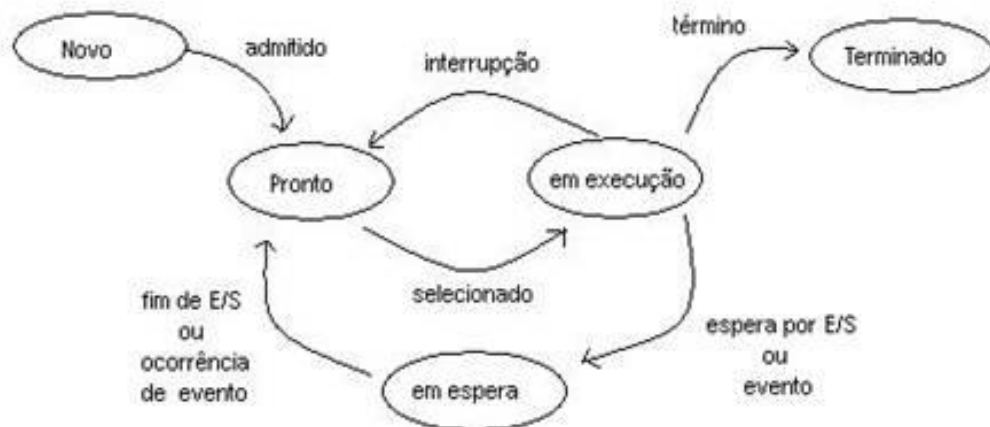 Novo
admitido
interrupção
término
Terminado
Pronto
em execução
selecionado
fim de E/S
ou
ocorrência
de evento
em espera
espera por E/S
ou
evento